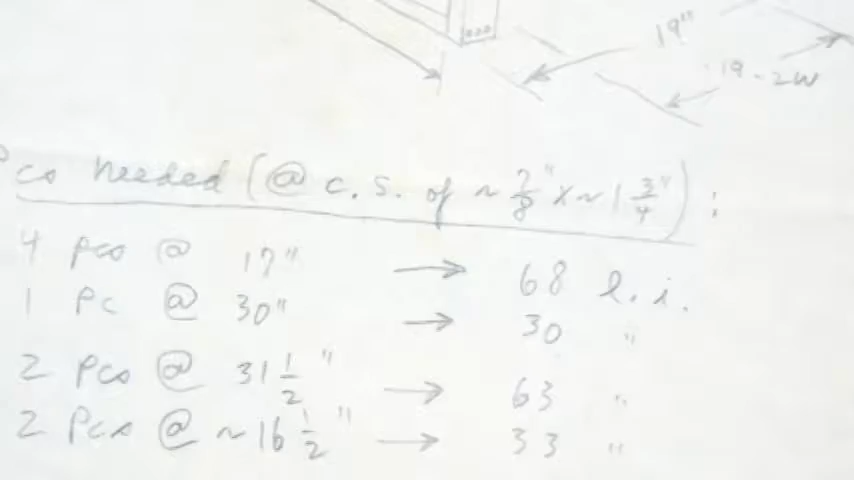 19"
19 - 2W
Pcs needed (@ c.s. of ~ 7/8" x ~ 1 3/4") :
4 pcs @ 17" → 68 l.i.
1 Pc @ 30" → 30 "
2 Pcs @ 31 1/2" → 63 "
2 Pcs @ ~ 16 1/2" → 33 "